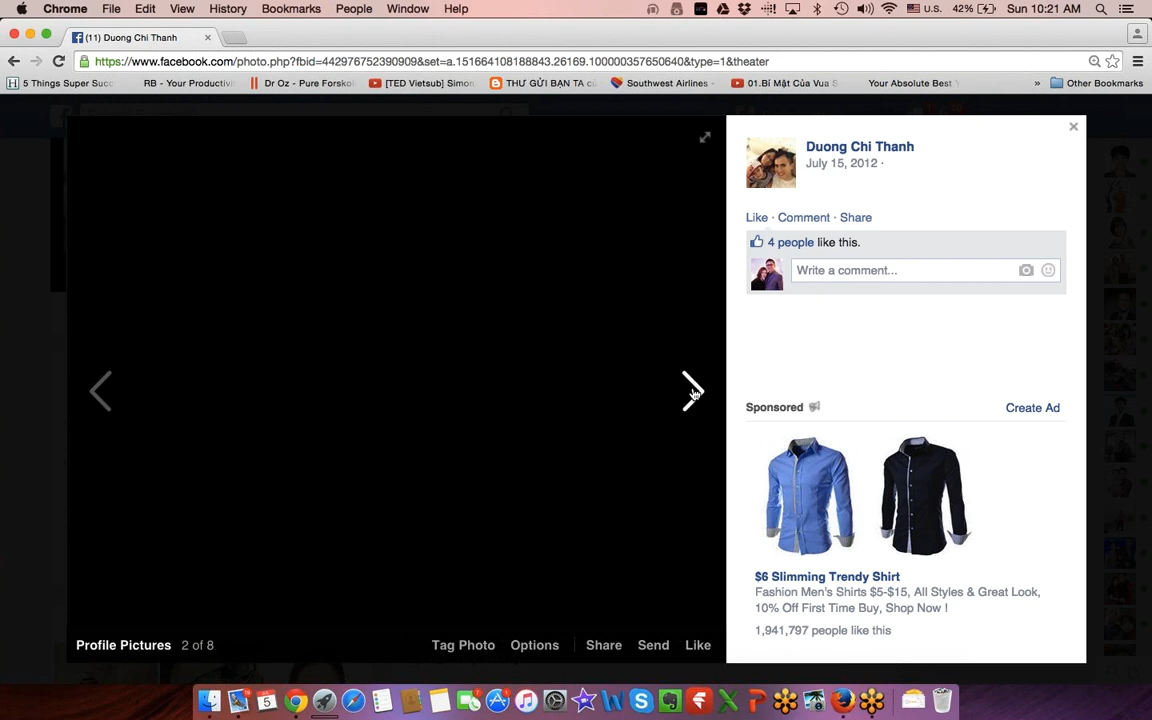 Chrome File Edit View History Bookmarks People Window Help U.S. 42% Sun 10:21 AM
(11) Duong Chi Thanh
https://www.facebook.com/photo.php?fbid=442976752390909&set=a.151664108188843.26169.100000357650640&type=1&theater
5 Things Super Suc RB - Your Productiv Dr Oz - Pure Forskol [TED Vietsub] Simon THƯ GỬI BẠN TA củ Southwest Airlines - 01.Bí Mật Của Vua S Your Absolute Best » Other Bookmarks
Duong Chi Thanh
July 15, 2012 ·
Like · Comment · Share
4 people like this.
Write a comment...
Sponsored
Create Ad
$6 Slimming Trendy Shirt
Fashion Men's Shirts $5-$15, All Styles & Great Look,
10% Off First Time Buy, Shop Now !
1,941,797 people like this
Profile Pictures 2 of 8 Tag Photo Options Share Send Like